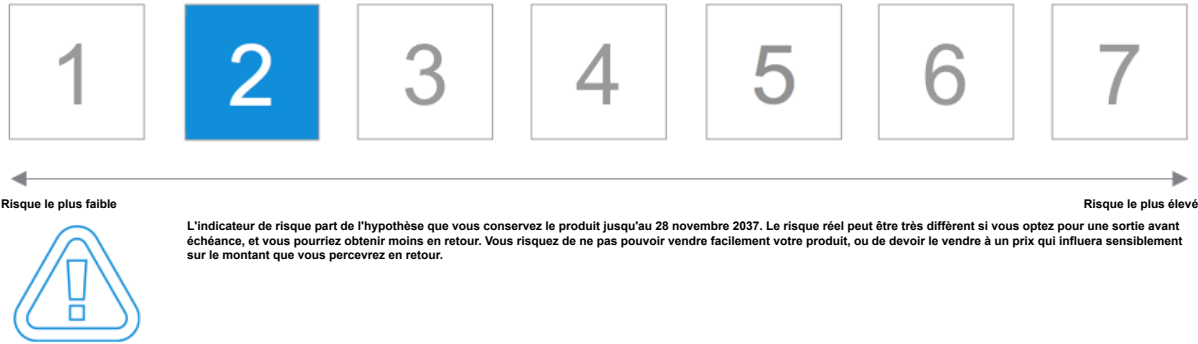 1 2 3 4 5 6 7
Risque le plus faible Risque le plus élevé
L'indicateur de risque part de l'hypothèse que vous conservez le produit jusqu'au 28 novembre 2037. Le risque réel peut être très diffèrent si vous optez pour une sortie avant
échéance, et vous pourriez obtenir moins en retour. Vous risquez de ne pas pouvoir vendre facilement votre produit, ou de devoir le vendre à un prix qui influera sensiblement
sur le montant que vous percevrez en retour.